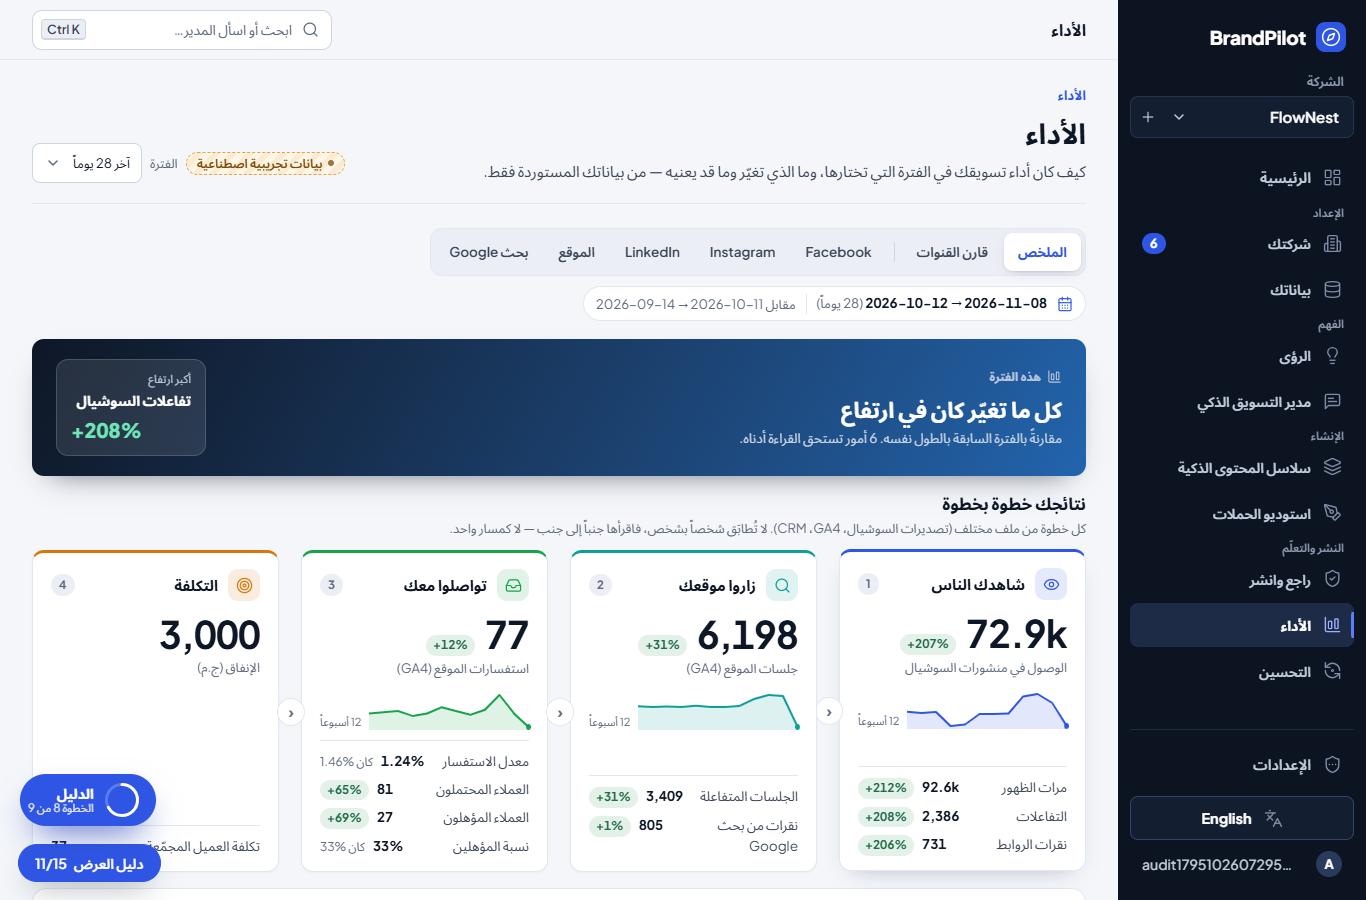 BrandPilot
الشركة
FlowNest
الرئيسية
الإعداد
شركتك 6
بياناتك
الفهم
الرؤى
مدير التسويق الذكي
الإنشاء
سلاسل المحتوى الذكية
استوديو الحملات
النشر والتعلّم
راجع وانشر
الأداء
التحسين
الإعدادات
English
A audit1795102607295...
الأداء
ابحث أو اسأل المدير... Ctrl K
الأداء
الأداء
كيف كان أداء تسويقك في الفترة التي تختارها، وما الذي تغيّر وما قد يعنيه — من بياناتك المستوردة فقط.
بيانات تجريبية اصطناعية الفترة آخر 28 يوماً
الملخص قارن القنوات Facebook Instagram LinkedIn الموقع بحث Google
2026-10-12 → 2026-11-08 (28 يوماً) مقابل 2026-09-14 → 2026-10-11
هذه الفترة
كل ما تغيّر كان في ارتفاع
مقارنةً بالفترة السابقة بالطول نفسه. 6 أمور تستحق القراءة أدناه.
أكبر ارتفاع
تفاعلات السوشيال
+208%
نتائجك خطوة بخطوة
كل خطوة من ملف مختلف (تصديرات السوشيال، GA4، CRM). لا تُطابَق شخصاً بشخص، فاقرأها جنباً إلى جنب — لا كمسار واحد.
شاهدك الناس 1
72.9k +207%
الوصول في منشورات السوشيال
12 أسبوعاً
مرات الظهور 92.6k +212%
التفاعلات 2,386 +208%
نقرات الروابط 731 +206%
زاروا موقعك 2
6,198 +31%
جلسات الموقع (GA4)
12 أسبوعاً
الجلسات المتفاعلة 3,409 +31%
نقرات من بحث 805 +1%
Google
تواصلوا معك 3
77 +12%
استفسارات الموقع (GA4)
12 أسبوعاً
معدل الاستفسار 1.24% كان 1.46%
العملاء المحتملون 81 +65%
العملاء المؤهلون 27 +69%
نسبة المؤهلين 33% كان 33%
التكلفة 4
3,000
الإنفاق (ج.م)
تكلفة العميل المجمّعة
الدليل
الخطوة 8 من 9
دليل العرض 11/15